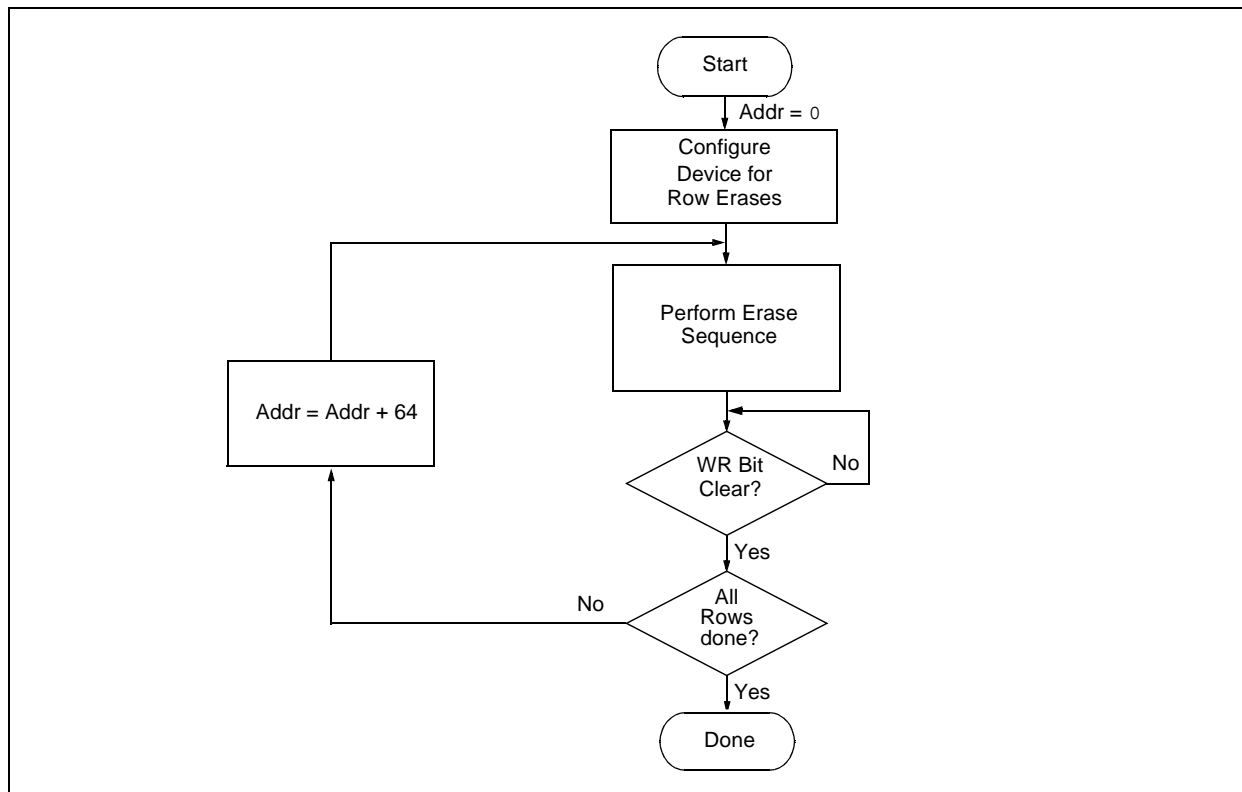 Start
Addr = 0
Configure
Device for
Row Erases
Perform Erase
Sequence
Addr = Addr + 64
WR Bit
Clear?
No
Yes
All
Rows
done?
No
Yes
Done